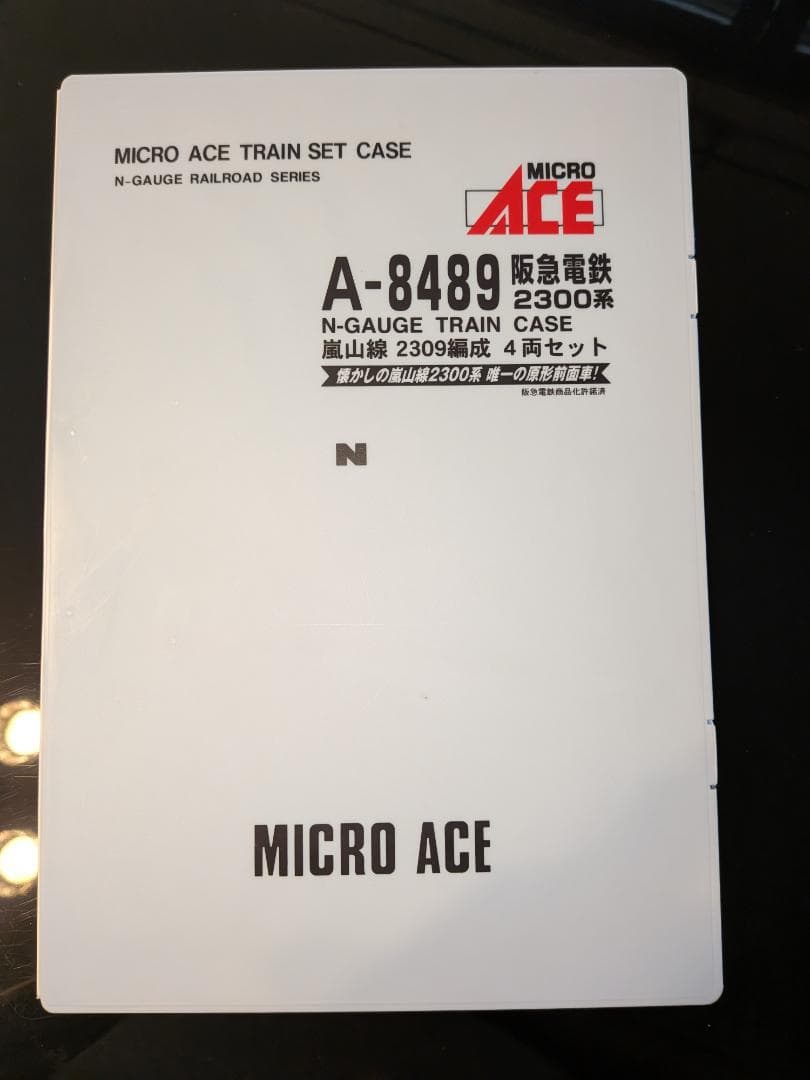 MICRO ACE TRAIN SET CASE
N-GAUGE RAILROAD SERIES
MICRO
ACE
A-8489 阪急電鉄
2300系
N-GAUGE TRAIN CASE
嵐山線 2309編成 4両セット
懐かしの嵐山線2300系 唯一の原形前面車!
阪急電鉄商品化許諾済
N
MICRO ACE